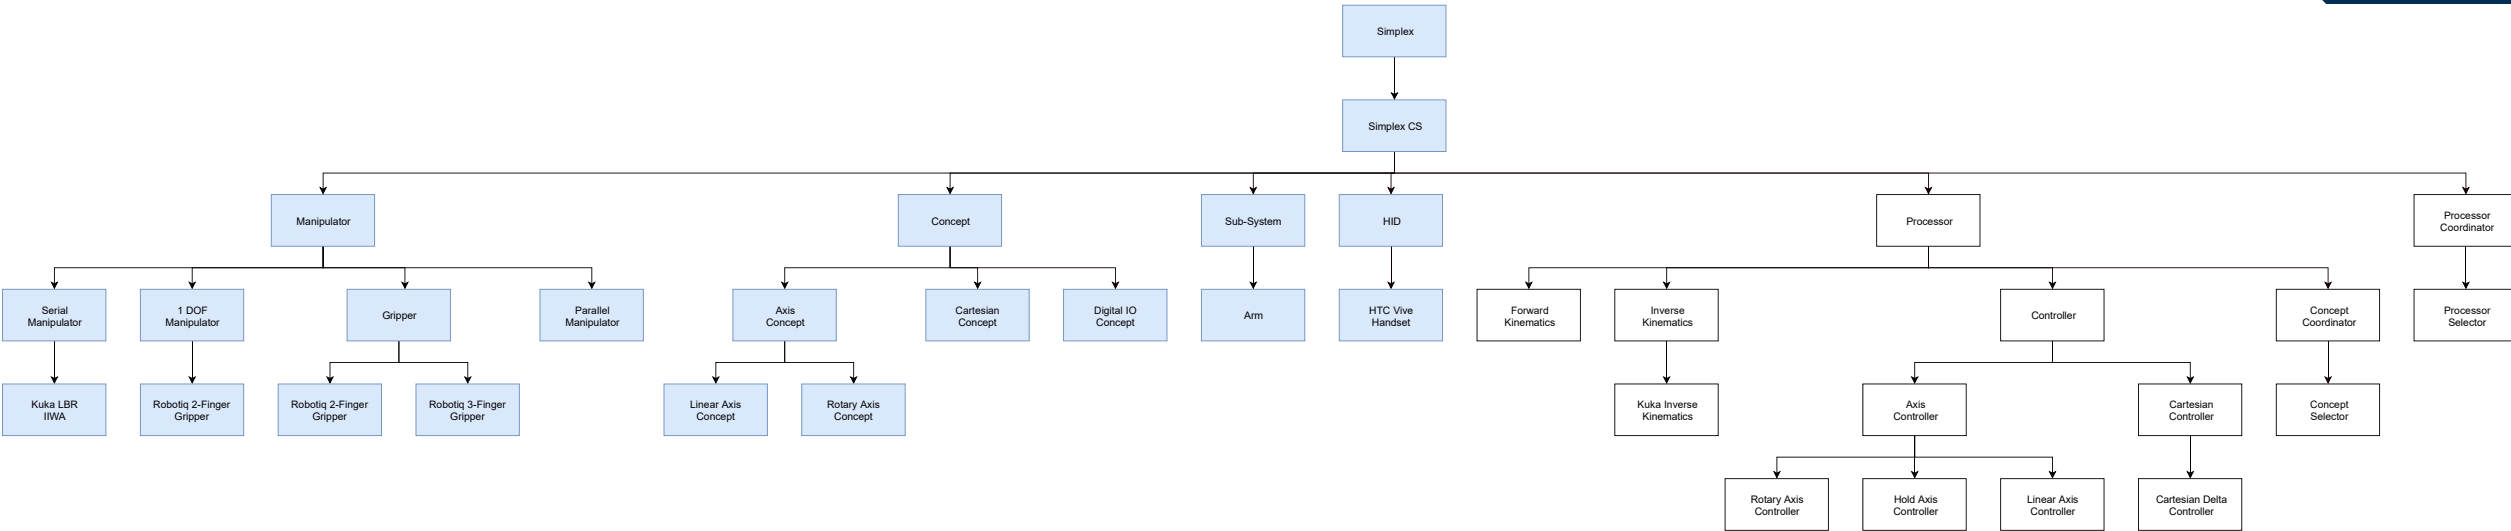 Simplex
Simplex CS
Manipulator
Concept
Sub-System
HID
Processor
Processor
Coordinator
Serial
Manipulator
1 DOF
Manipulator
Gripper
Parallel
Manipulator
Axis
Concept
Cartesian
Concept
Digital IO
Concept
Arm
HTC Vive
Handset
Forward
Kinematics
Inverse
Kinematics
Controller
Concept
Coordinator
Processor
Selector
Kuka LBR
IIWA
Robotiq 2-Finger
Gripper
Robotiq 2-Finger
Gripper
Robotiq 3-Finger
Gripper
Linear Axis
Concept
Rotary Axis
Concept
Kuka Inverse
Kinematics
Axis
Controller
Cartesian
Controller
Concept
Selector
Rotary Axis
Controller
Hold Axis
Controller
Linear Axis
Controller
Cartesian Delta
Controller